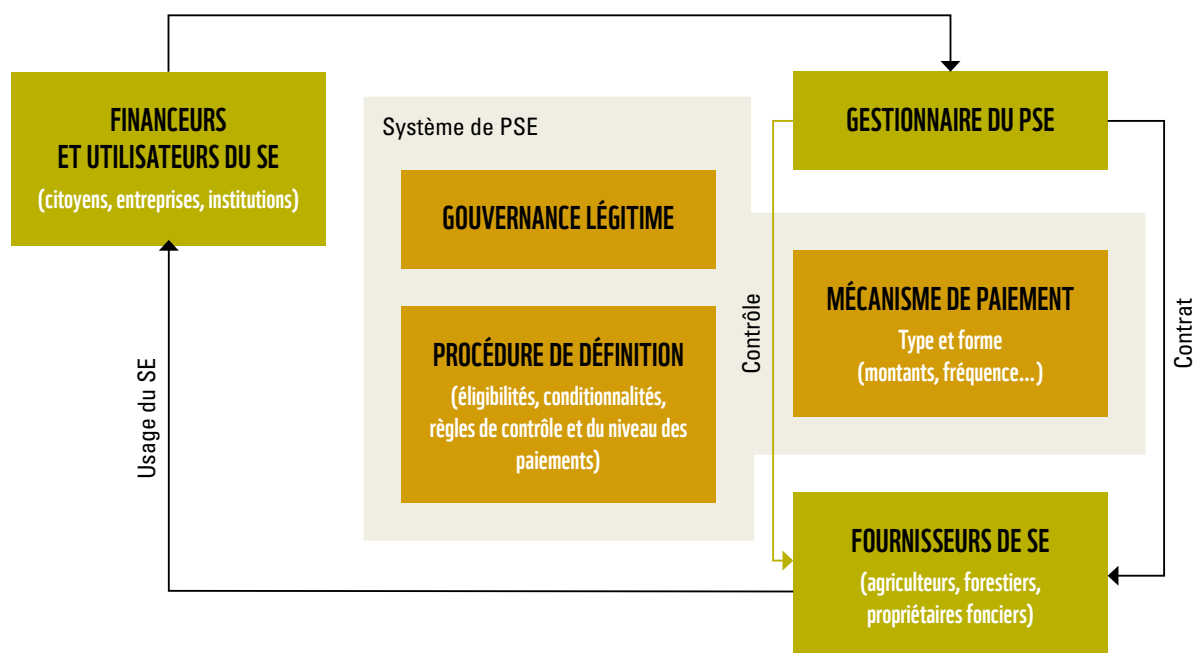 FINANCEURS
ET UTILISATEURS DU SE
(citoyens, entreprises, institutions)
Système de PSE
GOUVERNANCE LÉGITIME
PROCÉDURE DE DÉFINITION
(éligibilités, conditionnalités,
règles de contrôle et du niveau des
paiements)
GESTIONNAIRE DU PSE
MÉCANISME DE PAIEMENT
Type et forme
(montants, fréquence...)
Contrôle
Contrat
Usage du SE
FOURNISSEURS DE SE
(agriculteurs, forestiers,
propriétaires fonciers)